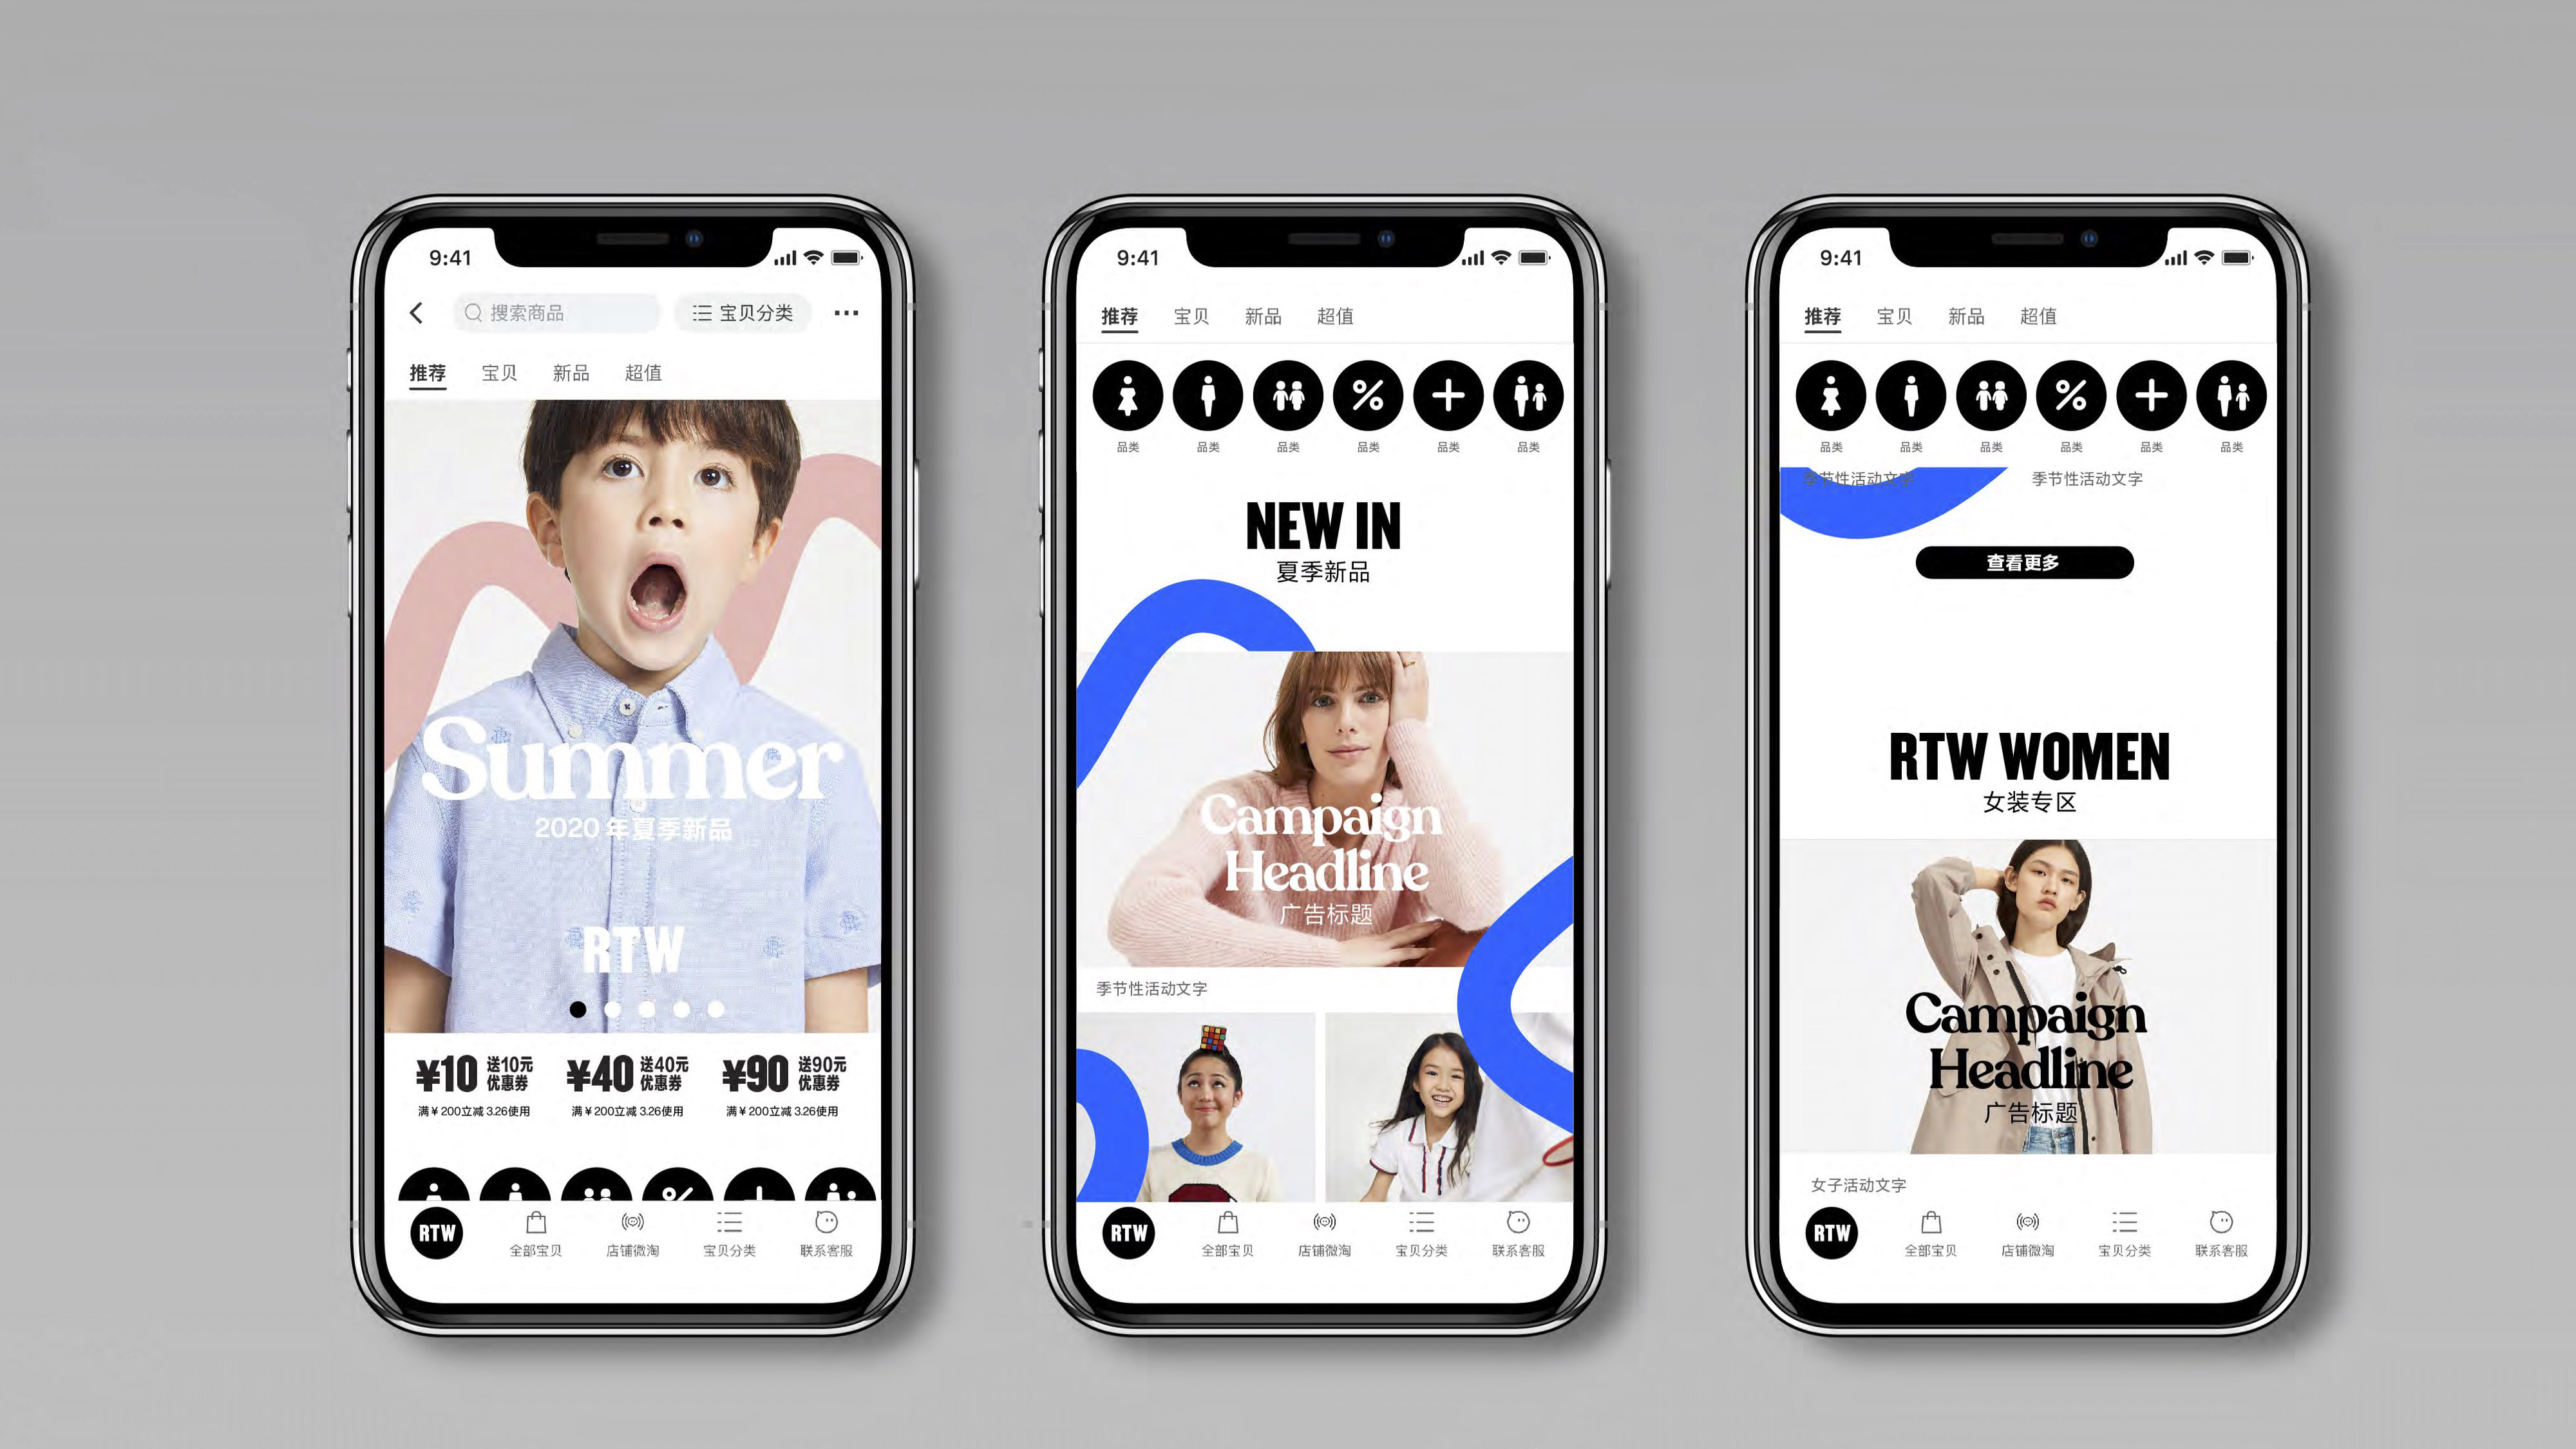 9:41
搜索商品
宝贝分类
推荐 宝贝 新品 超值
Summer
2020 年夏季新品
RTW
¥10 送10元优惠券
¥40 送40元优惠券
¥90 送90元优惠券
满¥200立减 3.26使用
满¥200立减 3.26使用
满¥200立减 3.26使用
RTW
全部宝贝 店铺微淘 宝贝分类 联系客服
9:41
推荐 宝贝 新品 超值
品类 品类 品类 品类 品类 品类
NEW IN
夏季新品
Campaign
Headline
广告标题
季节性活动文字
RTW
全部宝贝 店铺微淘 宝贝分类 联系客服
9:41
推荐 宝贝 新品 超值
品类 品类 品类 品类 品类 品类
季节性活动文字 季节性活动文字
查看更多
RTW WOMEN
女装专区
Campaign
Headline
广告标题
女子活动文字
RTW
全部宝贝 店铺微淘 宝贝分类 联系客服